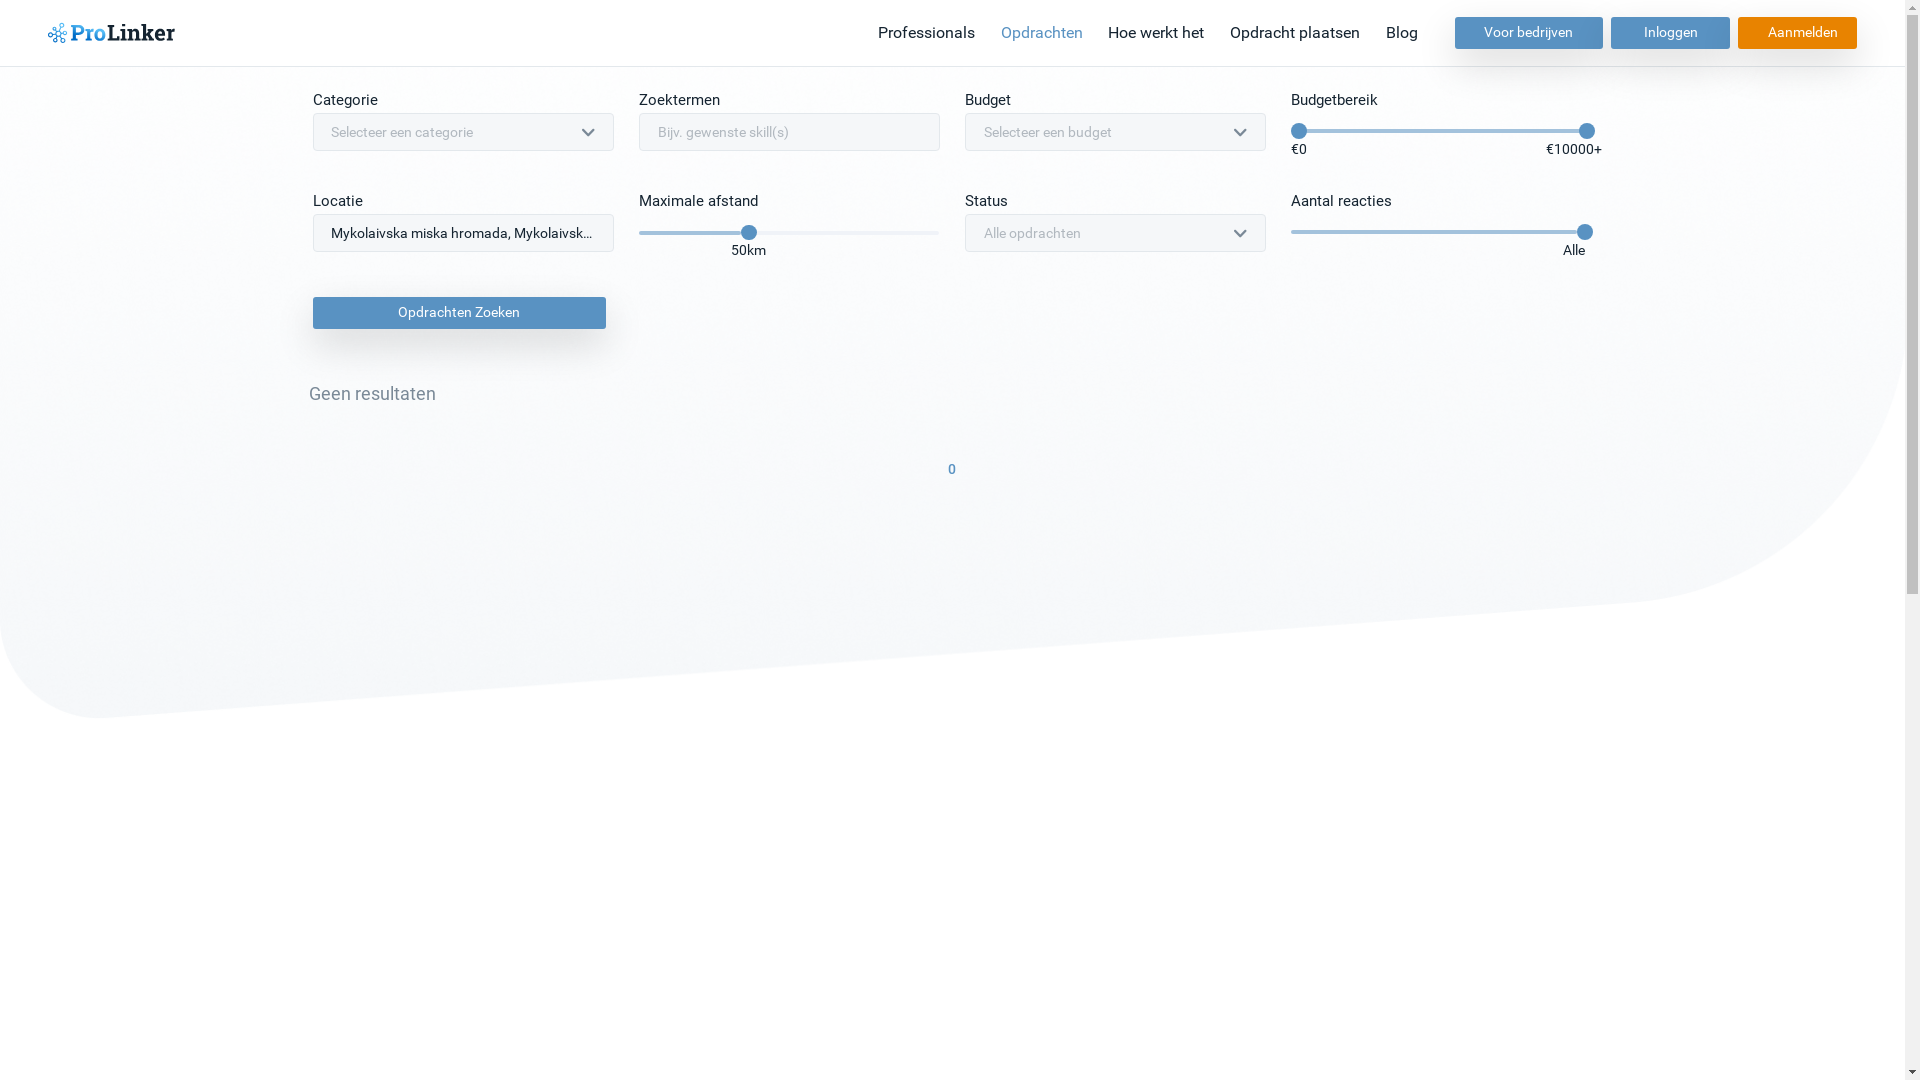 ProLinker
Professionals Opdrachten Hoe werkt het Opdracht plaatsen Blog Voor bedrijven Inloggen Aanmelden
Categorie Zoektermen Budget Budgetbereik
Selecteer een categorie Bijv. gewenste skill(s) Selecteer een budget
€0 €10000+
Locatie Maximale afstand Status Aantal reacties
Mykolaivska miska hromada, Mykolaivsk... Alle opdrachten
50km Alle
Opdrachten Zoeken
Geen resultaten
0